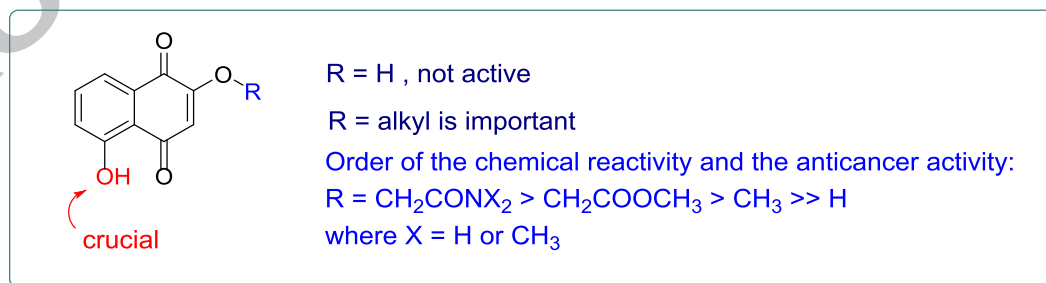 O
O
R
OH
O
crucial
R = H , not active
R = alkyl is important
Order of the chemical reactivity and the anticancer activity:
R = CH₂CONX₂ > CH₂COOCH₃ > CH₃ >> H
where X = H or CH₃